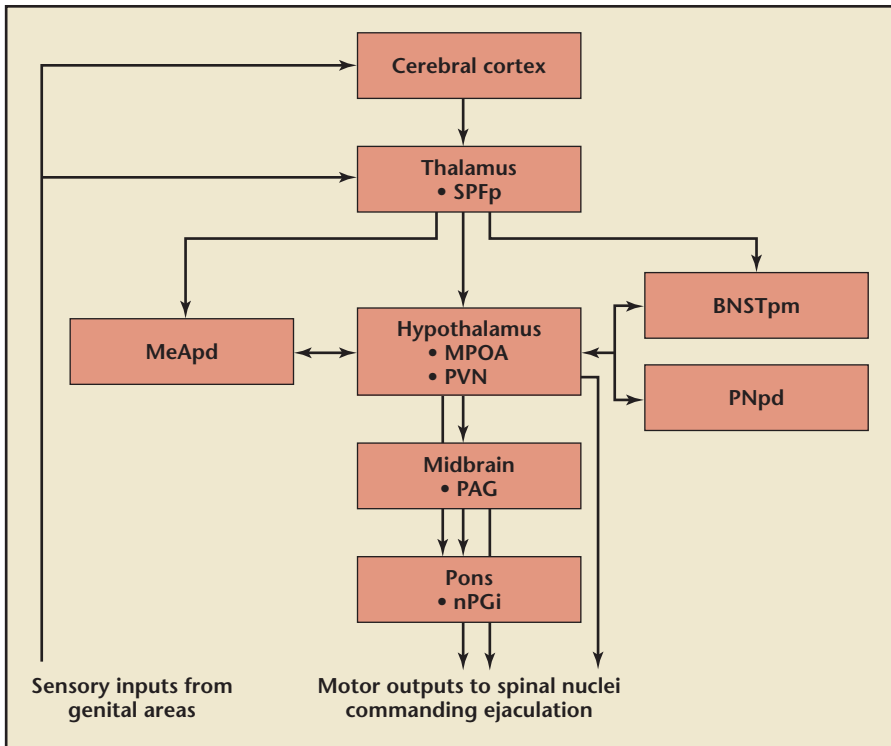 Cerebral cortex
Thalamus
• SPFp
MeApd
Hypothalamus
• MPOA
• PVN
BNSTpm
PNpd
Midbrain
• PAG
Pons
• nPGi
Sensory inputs from
genital areas
Motor outputs to spinal nuclei
commanding ejaculation